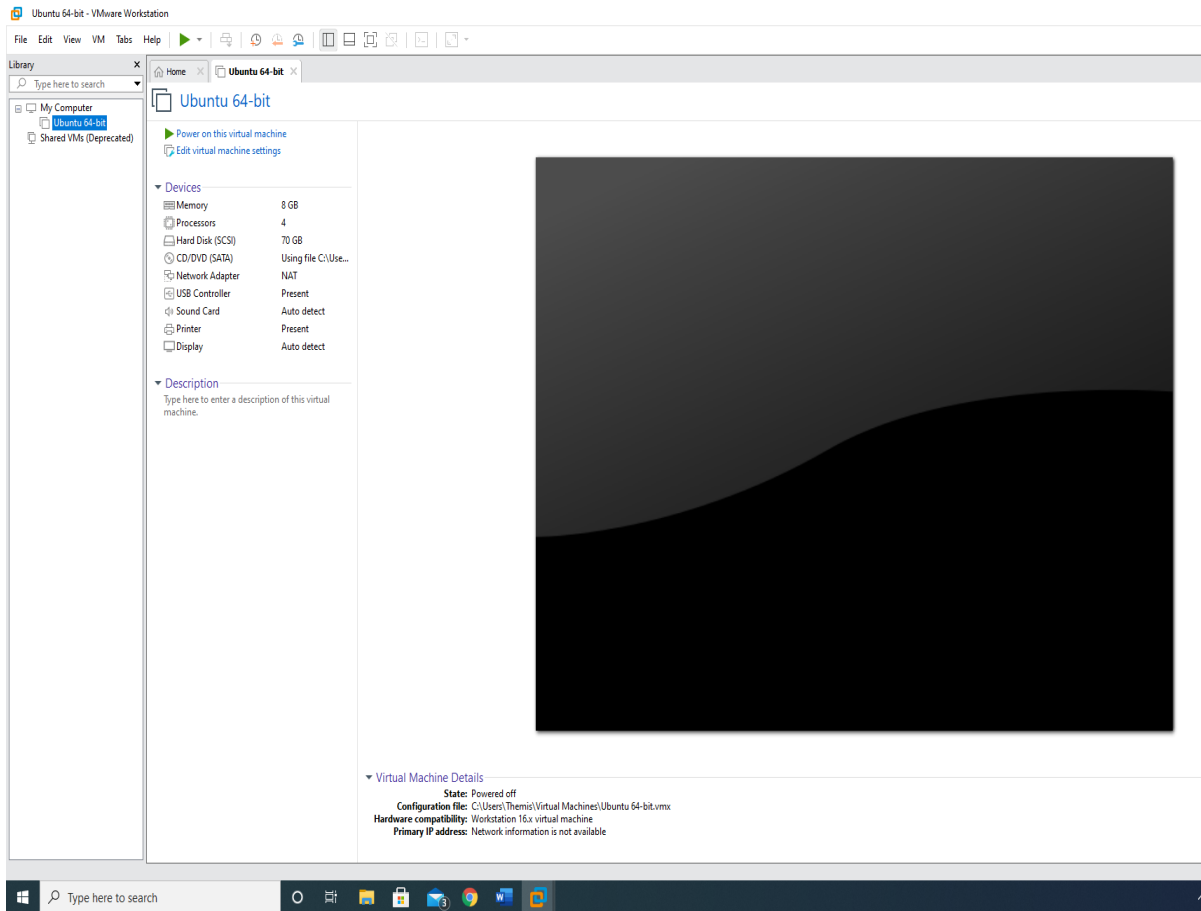 Ubuntu 64-bit - VMware Workstation
File Edit View VM Tabs Help
Library
Type here to search
My Computer
Ubuntu 64-bit
Shared VMs (Deprecated)
Home
Ubuntu 64-bit
Ubuntu 64-bit
Power on this virtual machine
Edit virtual machine settings
Devices
Memory 8 GB
Processors 4
Hard Disk (SCSI) 70 GB
CD/DVD (SATA) Using file C:\Use...
Network Adapter NAT
USB Controller Present
Sound Card Auto detect
Printer Present
Display Auto detect
Description
Type here to enter a description of this virtual
machine.
Virtual Machine Details
State: Powered off
Configuration file: C:\Users\Themis\Virtual Machines\Ubuntu 64-bit.vmx
Hardware compatibility: Workstation 16.x virtual machine
Primary IP address: Network information is not available
Type here to search
3
W